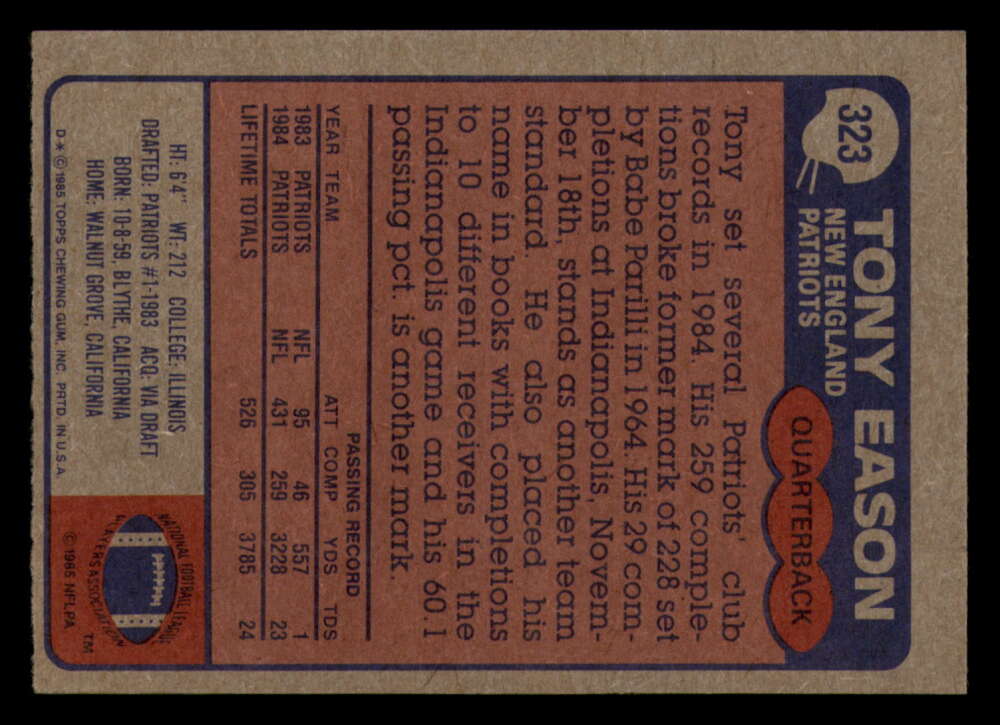 323
TONY EASON
NEW ENGLAND
PATRIOTS
QUARTERBACK
Tony set several Patriots' club
records in 1984. His 259 comple-
tions broke former mark of 228 set
by Babe Parilli in 1964. His 29 com-
pletions at Indianapolis, Novem-
ber 18th, stands as another team
standard. He also placed his
name in books with completions
to 10 different receivers in the
Indianapolis game and his 60.1
passing pct. is another mark.
PASSING RECORD
YEAR TEAM ATT COMP YDS TDS
1983 PATRIOTS NFL 95 46 557 1
1984 PATRIOTS NFL 431 259 3228 23
LIFETIME TOTALS 526 305 3785 24
HT: 6'4" WT: 212 COLLEGE: ILLINOIS
DRAFTED: PATRIOTS #1-1983 ACQ: VIA DRAFT
BORN: 10-8-59, BLYTHE, CALIFORNIA
HOME: WALNUT GROVE, CALIFORNIA
D * © 1985 TOPPS CHEWING GUM, INC. PRTD. IN U.S.A.
NATIONAL FOOTBALL LEAGUE
PLAYERS ASSOCIATION
TM
© 1985 NFLPA